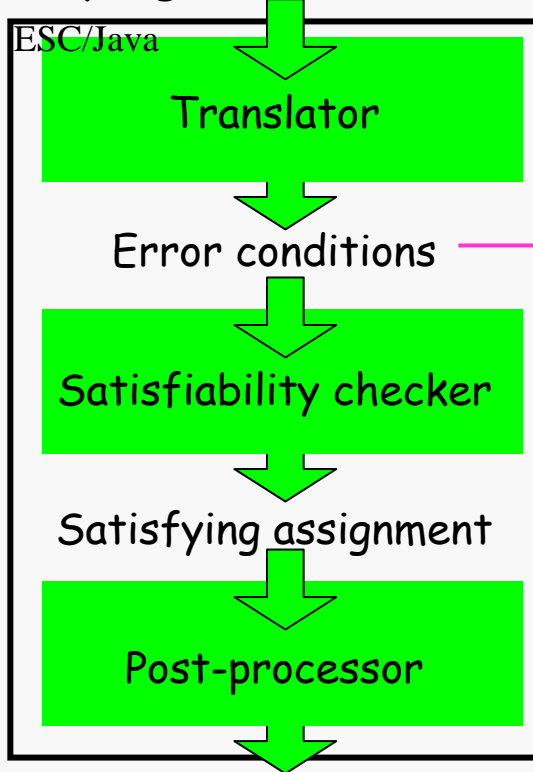 ESC/Java
Translator
Error conditions
Satisfiability checker
Satisfying assignment
Post-processor